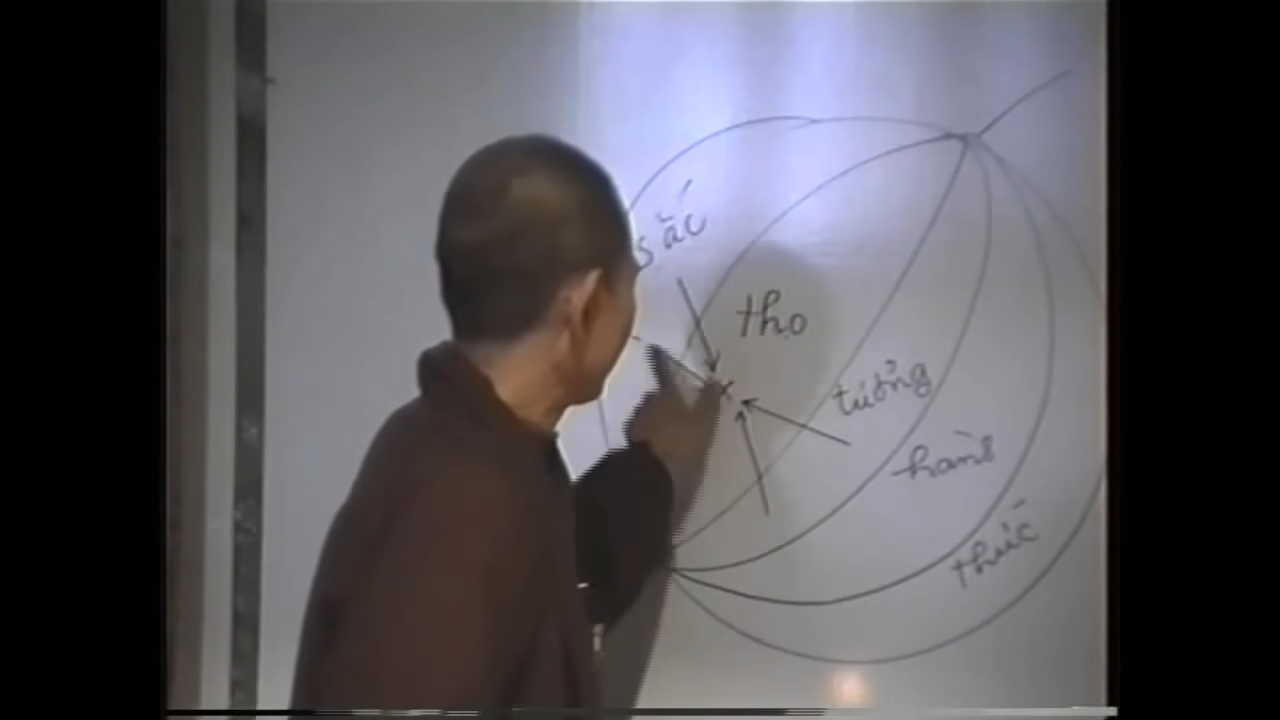 sắc
thọ
tưởng
hành
thức